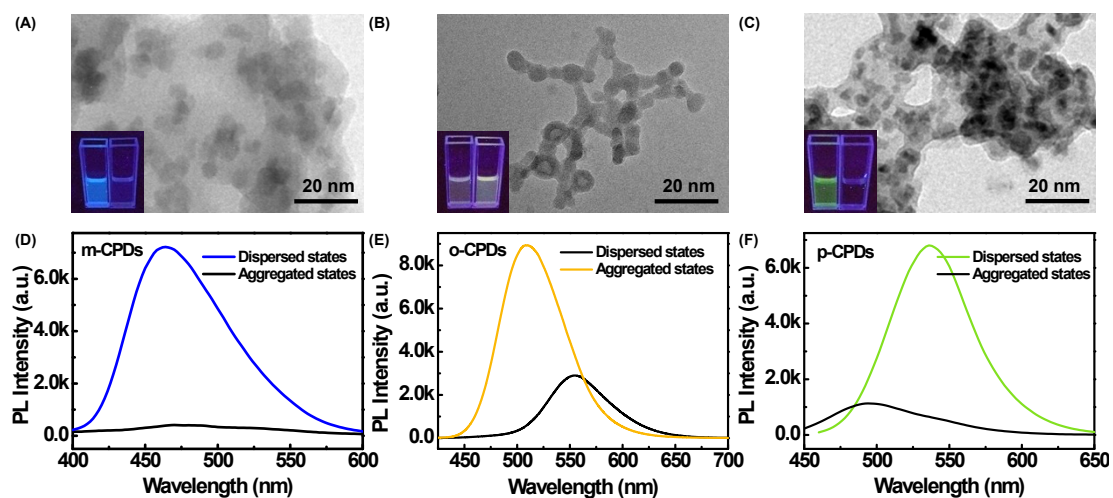 (A)
20 nm
(B)
20 nm
(C)
20 nm
(D)
m-CPDs
Dispersed states
Aggregated states
6.0k
3.0k
0.0
400 450 500 550 600
Wavelength (nm)
PL Intensity (a.u.)
(E)
o-CPDs
Dispersed states
Aggregated states
8.0k
6.0k
4.0k
2.0k
0.0
450 500 550 600 650 700
Wavelength (nm)
PL Intensity (a.u.)
(F)
p-CPDs
Dispersed states
Aggregated states
6.0k
4.0k
2.0k
0.0
450 500 550 600 650
Wavelength (nm)
PL Intensity (a.u.)